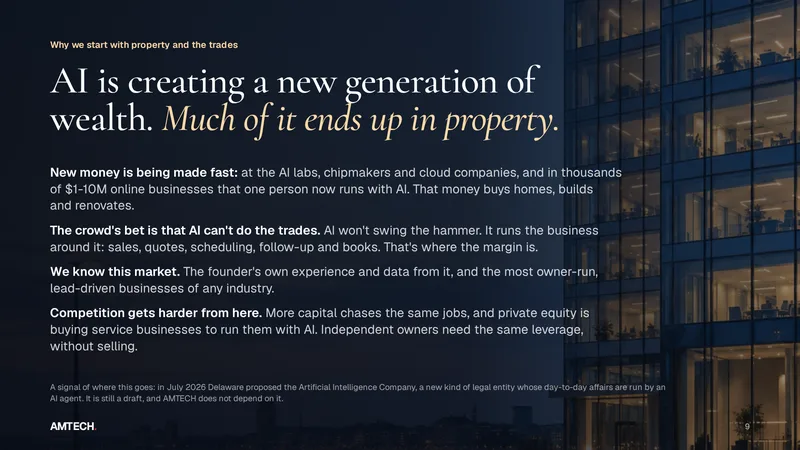 Why we start with property and the trades
AI is creating a new generation of
wealth. Much of it ends up in property.
New money is being made fast: at the AI labs, chipmakers and cloud companies, and in thousands
of $1-10M online businesses that one person now runs with AI. That money buys homes, builds
and renovates.
The crowd's bet is that AI can't do the trades. AI won't swing the hammer. It runs the business
around it: sales, quotes, scheduling, follow-up and books. That's where the margin is.
We know this market. The founder's own experience and data from it, and the most owner-run,
lead-driven businesses of any industry.
Competition gets harder from here. More capital chases the same jobs, and private equity is
buying service businesses to run them with AI. Independent owners need the same leverage,
without selling.
A signal of where this goes: in July 2026 Delaware proposed the Artificial Intelligence Company, a new kind of legal entity whose day-to-day affairs are run by an
AI agent. It is still a draft, and AMTECH does not depend on it.
AMTECH.
9